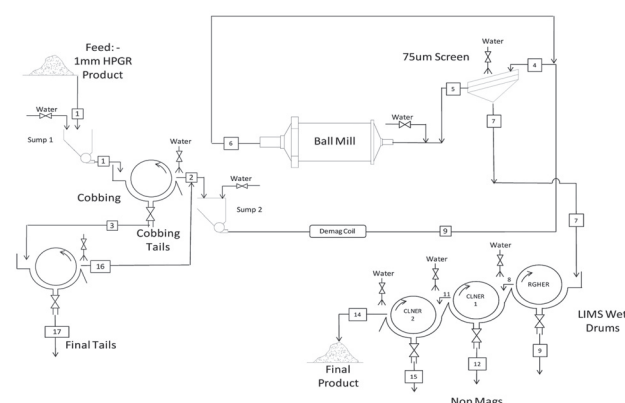 Feed: -
1mm HPGR
Product
Water
75um Screen
4
5
1
Water
7
Water
Water
Sump 1
6
Ball Mill
1
2
Water
Cobbing
Sump 2
7
3
Cobbing
Tails
Demag Coil
9
16
Water
Water
Water
8
11
RGHER
CLNER
1
CLNER
2
14
LIMS Wet
Drums
17
Final Tails
Final
Product
15
12
9
Non Mags